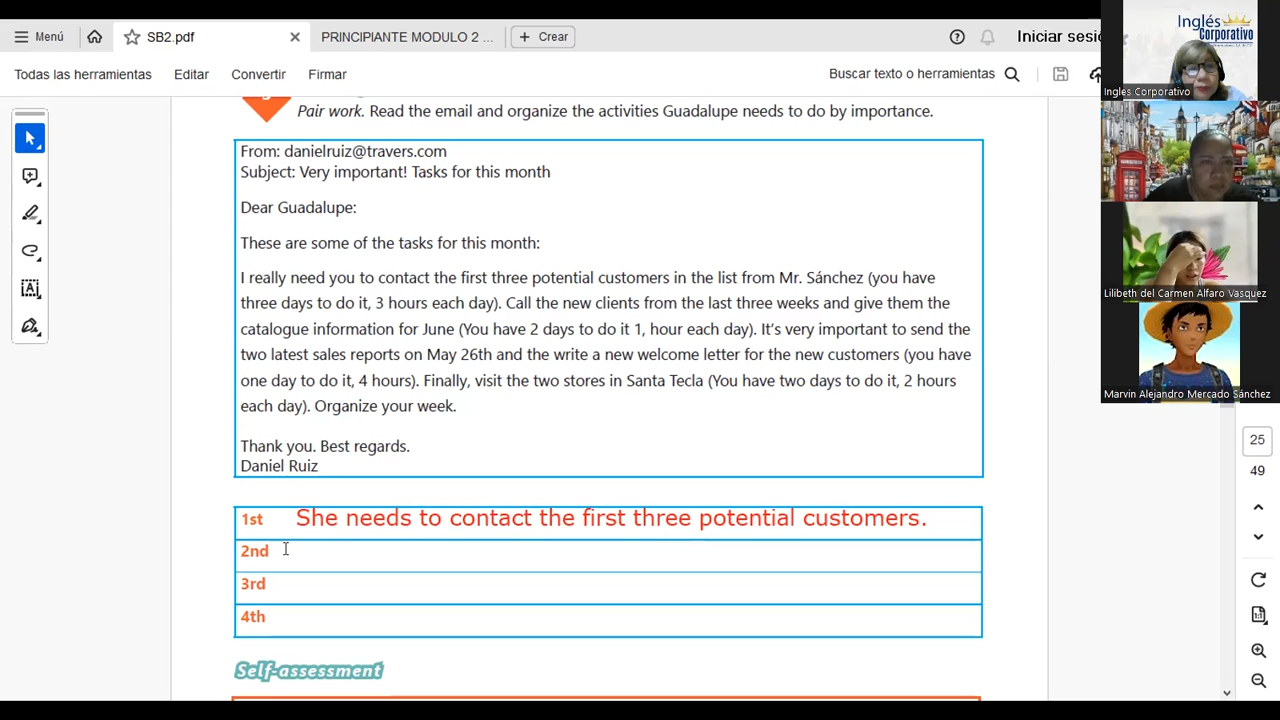 Menú
SB2.pdf
PRINCIPIANTE MODULO 2 ...
Crear
Iniciar sesió
Todas las herramientas
Editar
Convertir
Firmar
Buscar texto o herramientas
Pair work. Read the email and organize the activities Guadalupe needs to do by importance.
From: danielruiz@travers.com
Subject: Very important! Tasks for this month
Dear Guadalupe:
These are some of the tasks for this month:
I really need you to contact the first three potential customers in the list from Mr. Sánchez (you have
three days to do it, 3 hours each day). Call the new clients from the last three weeks and give them the
catalogue information for June (You have 2 days to do it 1, hour each day). It's very important to send the
two latest sales reports on May 26th and the write a new welcome letter for the new customers (you have
one day to do it, 4 hours). Finally, visit the two stores in Santa Tecla (You have two days to do it, 2 hours
each day). Organize your week.
Thank you. Best regards.
Daniel Ruiz
1st She needs to contact the first three potential customers.
2nd
3rd
4th
Self-assessment
Inglés
Corporativo
Ingles Corporativo
Lilibeth del Carmen Alfaro Vasquez
Marvin Alejandro Mercado Sánchez
25
49